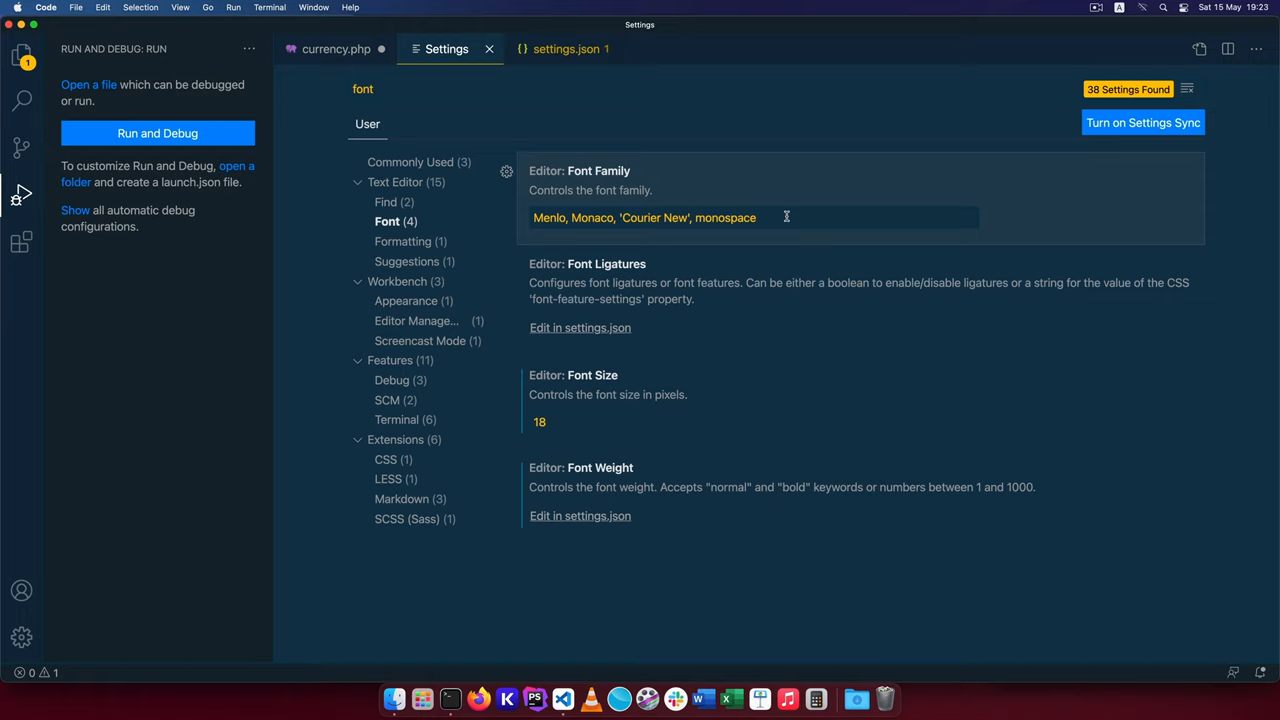 Code File Edit Selection View Go Run Terminal Window Help
A Sat 15 May 19:23
Settings
RUN AND DEBUG: RUN ...
currency.php
Settings
{} settings.json 1
1
Open a file which can be debugged
or run.
Run and Debug
To customize Run and Debug, open a
folder and create a launch.json file.
Show all automatic debug
configurations.
font
38 Settings Found
User
Turn on Settings Sync
Commonly Used (3)
Text Editor (15)
Find (2)
Font (4)
Formatting (1)
Suggestions (1)
Workbench (3)
Appearance (1)
Editor Manage... (1)
Screencast Mode (1)
Features (11)
Debug (3)
SCM (2)
Terminal (6)
Extensions (6)
CSS (1)
LESS (1)
Markdown (3)
SCSS (Sass) (1)
Editor: Font Family
Controls the font family.
Menlo, Monaco, 'Courier New', monospace
Editor: Font Ligatures
Configures font ligatures or font features. Can be either a boolean to enable/disable ligatures or a string for the value of the CSS
'font-feature-settings' property.
Edit in settings.json
Editor: Font Size
Controls the font size in pixels.
18
Editor: Font Weight
Controls the font weight. Accepts "normal" and "bold" keywords or numbers between 1 and 1000.
Edit in settings.json
0 1
K
PS
W
X